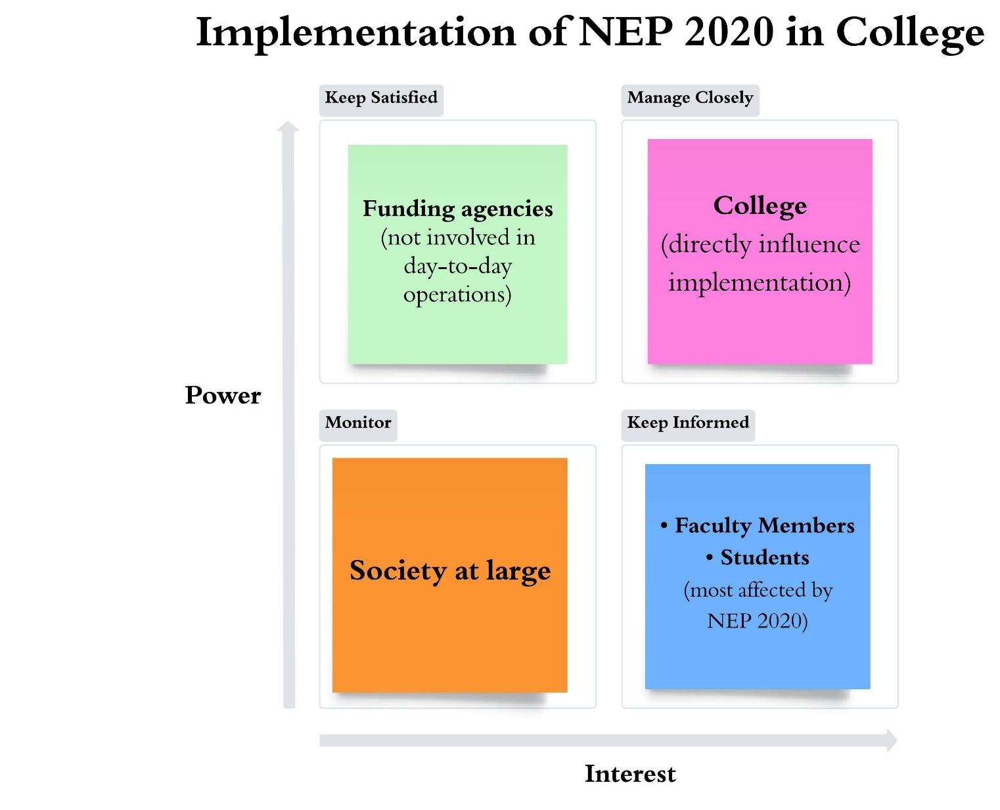 Implementation of NEP 2020 in College
Keep Satisfied
Manage Closely
Funding agencies
(not involved in
day-to-day
operations)
College
(directly influence
implementation)
Power
Monitor
Keep Informed
Society at large
• Faculty Members
• Students
(most affected by
NEP 2020)
Interest